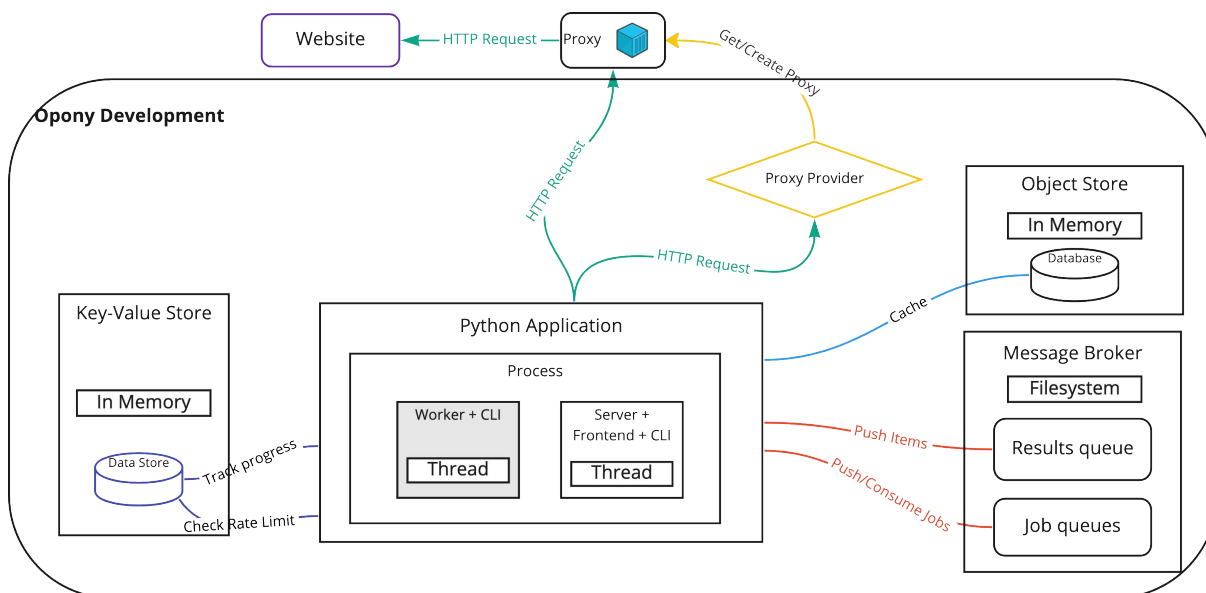 Website
HTTP Request
Proxy
Get/Create Proxy
Opony Development
HTTP Request
Proxy Provider
HTTP Request
Object Store
In Memory
Database
Cache
Key-Value Store
In Memory
Data Store
Track progress
Check Rate Limit
Python Application
Process
Worker + CLI
Thread
Server +
Frontend + CLI
Thread
Message Broker
Filesystem
Push Items
Results queue
Push/Consume Jobs
Job queues